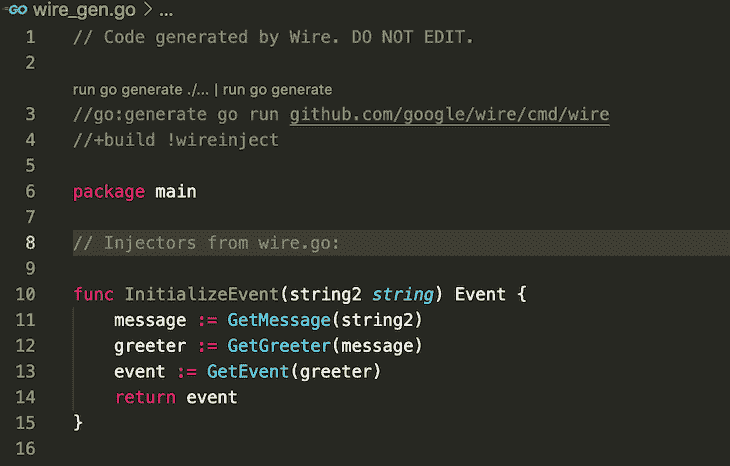 GO wire_gen.go > ...
1 // Code generated by Wire. DO NOT EDIT.
2
run go generate ./... | run go generate
3 //go:generate go run github.com/google/wire/cmd/wire
4 //+build !wireinject
5
6 package main
7
8 // Injectors from wire.go:
9
10 func InitializeEvent(string2 string) Event {
11 message := GetMessage(string2)
12 greeter := GetGreeter(message)
13 event := GetEvent(greeter)
14 return event
15 }
16